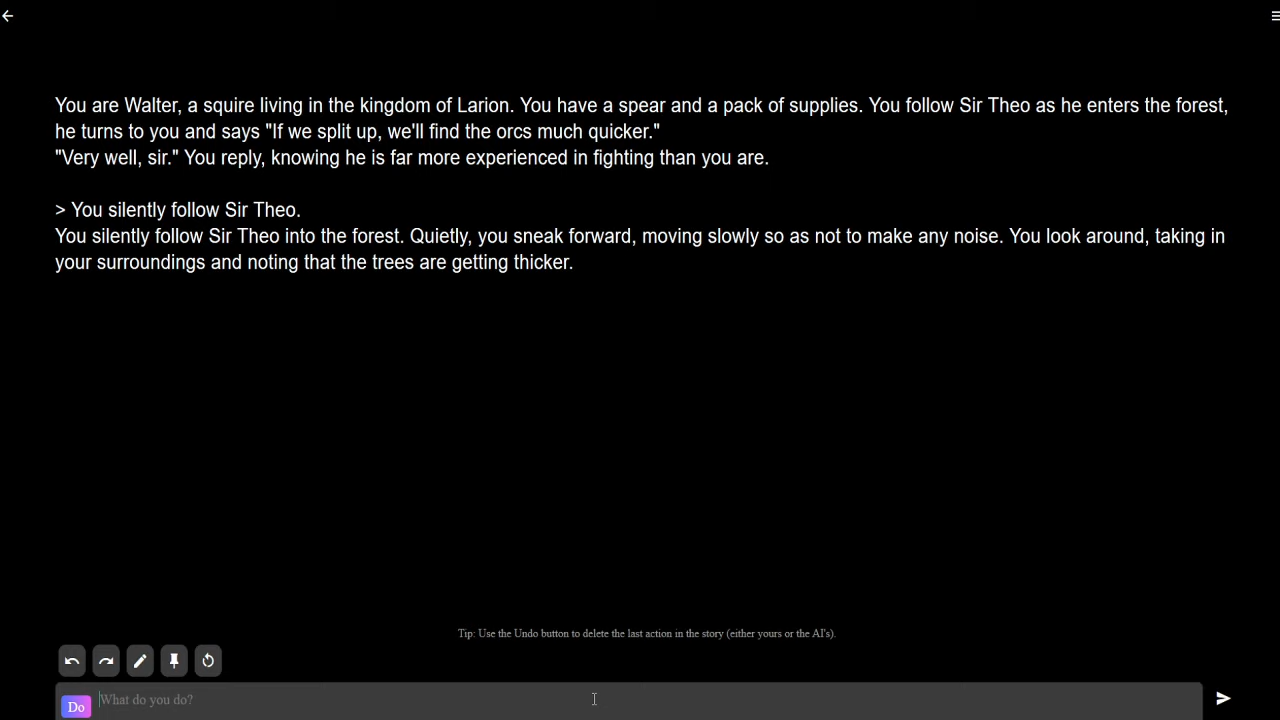 You are Walter, a squire living in the kingdom of Larion. You have a spear and a pack of supplies. You follow Sir Theo as he enters the forest,
he turns to you and says "If we split up, we'll find the orcs much quicker."
"Very well, sir." You reply, knowing he is far more experienced in fighting than you are.
> You silently follow Sir Theo.
You silently follow Sir Theo into the forest. Quietly, you sneak forward, moving slowly so as not to make any noise. You look around, taking in
your surroundings and noting that the trees are getting thicker.
Tip: Use the Undo button to delete the last action in the story (either yours or the AI's).
Do What do you do?